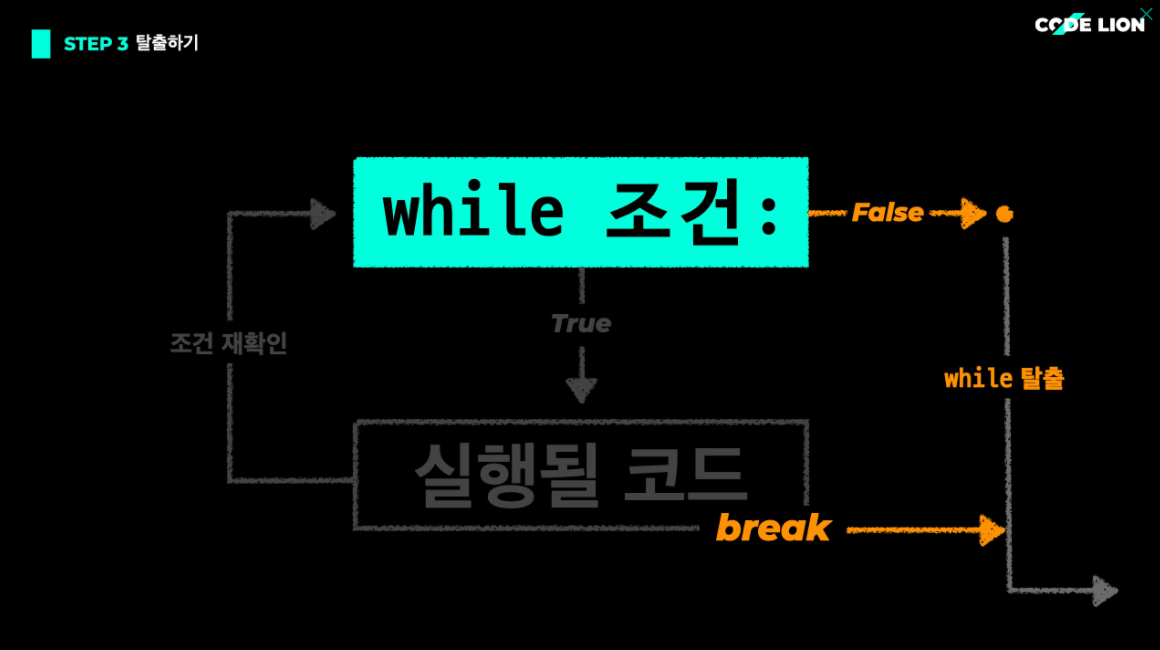 STEP 3 탈출하기
CODE LION
while 조건:
False
True
조건 재확인
while 탈출
실행될 코드
break